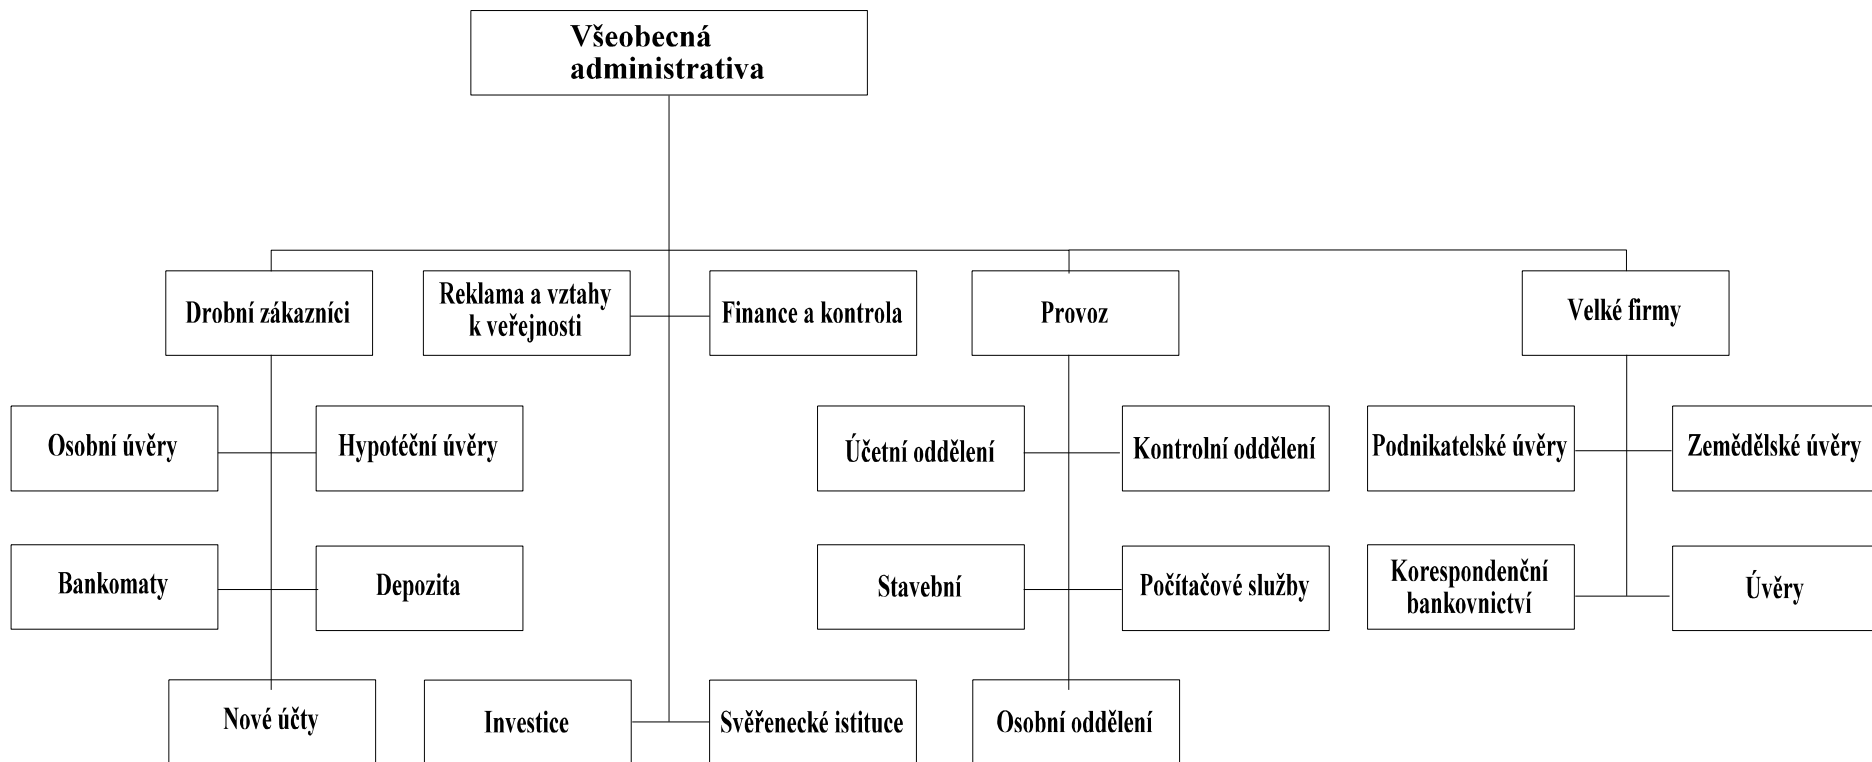 Všeobecná
administrativa
Drobní zákazníci
Reklama a vztahy
k veřejnosti
Finance a kontrola
Provoz
Velké firmy
Osobní úvěry
Hypotéční úvěry
Účetní oddělení
Kontrolní oddělení
Podnikatelské úvěry
Zemědělské úvěry
Bankomaty
Depozita
Stavební
Počítačové služby
Korespondenční
bankovnictví
Úvěry
Nové účty
Investice
Svěřenecké istituce
Osobní oddělení